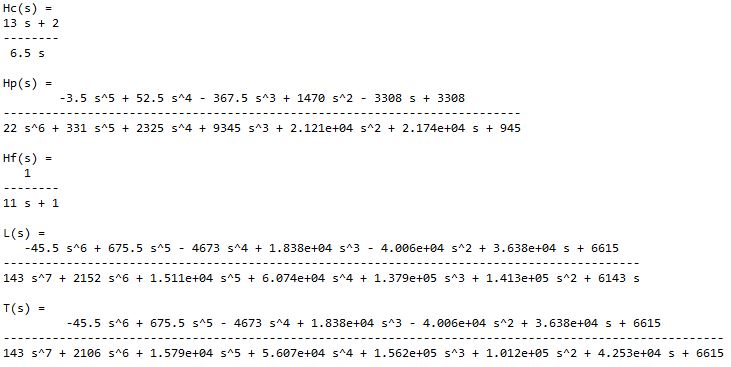 Hc(s) =
13 s + 2
--------
6.5 s
Hp(s) =
-3.5 s^5 + 52.5 s^4 - 367.5 s^3 + 1470 s^2 - 3308 s + 3308
---------------------------------------------------------------------
22 s^6 + 331 s^5 + 2325 s^4 + 9345 s^3 + 2.121e+04 s^2 + 2.174e+04 s + 945
Hf(s) =
1
--------
11 s + 1
L(s) =
-45.5 s^6 + 675.5 s^5 - 4673 s^4 + 1.838e+04 s^3 - 4.006e+04 s^2 + 3.638e+04 s + 6615
-----------------------------------------------------------------------------------------
143 s^7 + 2152 s^6 + 1.511e+04 s^5 + 6.074e+04 s^4 + 1.379e+05 s^3 + 1.413e+05 s^2 + 6143 s
T(s) =
-45.5 s^6 + 675.5 s^5 - 4673 s^4 + 1.838e+04 s^3 - 4.006e+04 s^2 + 3.638e+04 s + 6615
-------------------------------------------------------------------------------------------------------
143 s^7 + 2106 s^6 + 1.579e+04 s^5 + 5.607e+04 s^4 + 1.562e+05 s^3 + 1.012e+05 s^2 + 4.253e+04 s + 6615